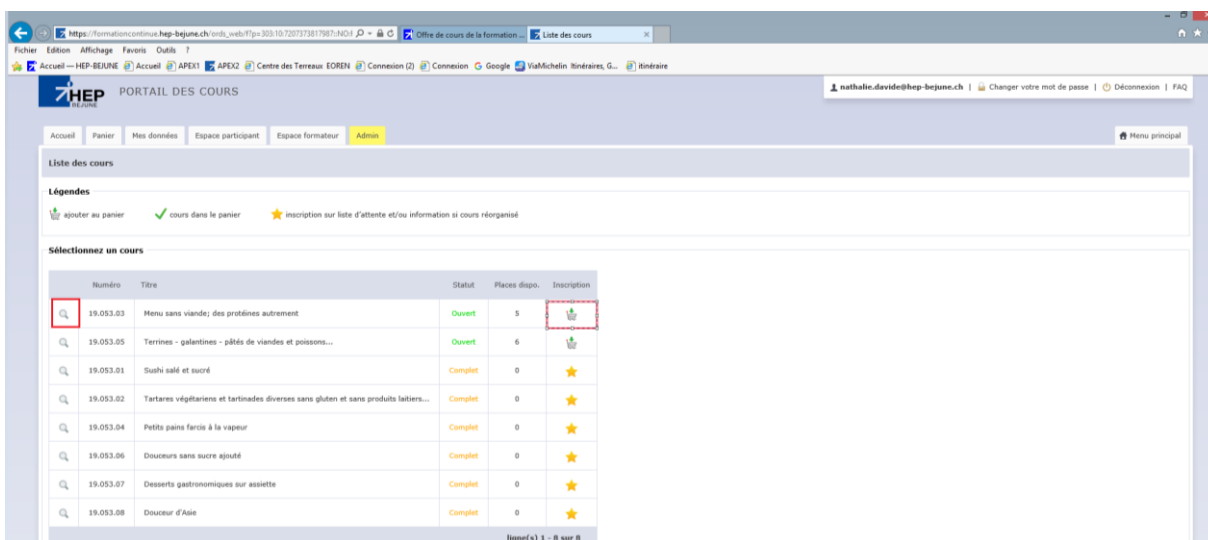 https://formationcontinue.hep-bejune.ch/ords_web/f?p=303:10:7207373817987::NO:I
Offre de cours de la formation ...
Liste des cours
Fichier Edition Affichage Favoris Outils ?
Accueil — HEP-BEJUNE Accueil APEX1 APEX2 Centre des Terreaux EOREN Connexion (2) Connexion Google ViaMichelin Itinéraires, G... itinéraire
HEP BEJUNE
PORTAIL DES COURS
nathalie.davide@hep-bejune.ch | Changer votre mot de passe | Déconnexion | FAQ
Accueil Panier Mes données Espace participant Espace formateur Admin Menu principal
Liste des cours
Légendes
ajouter au panier cours dans le panier inscription sur liste d'attente et/ou information si cours réorganisé
Sélectionnez un cours
Numéro Titre Statut Places dispo. Inscription
19.053.03 Menu sans viande; des protéines autrement Ouvert 5
19.053.05 Terrines - galantines - pâtés de viandes et poissons... Ouvert 6
19.053.01 Sushi salé et sucré Complet 0
19.053.02 Tartares végétariens et tartinades diverses sans gluten et sans produits laitiers... Complet 0
19.053.04 Petits pains farcis à la vapeur Complet 0
19.053.06 Douceurs sans sucre ajouté Complet 0
19.053.07 Desserts gastronomiques sur assiette Complet 0
19.053.08 Douceur d'Asie Complet 0
ligne(s) 1 - 8 sur 8